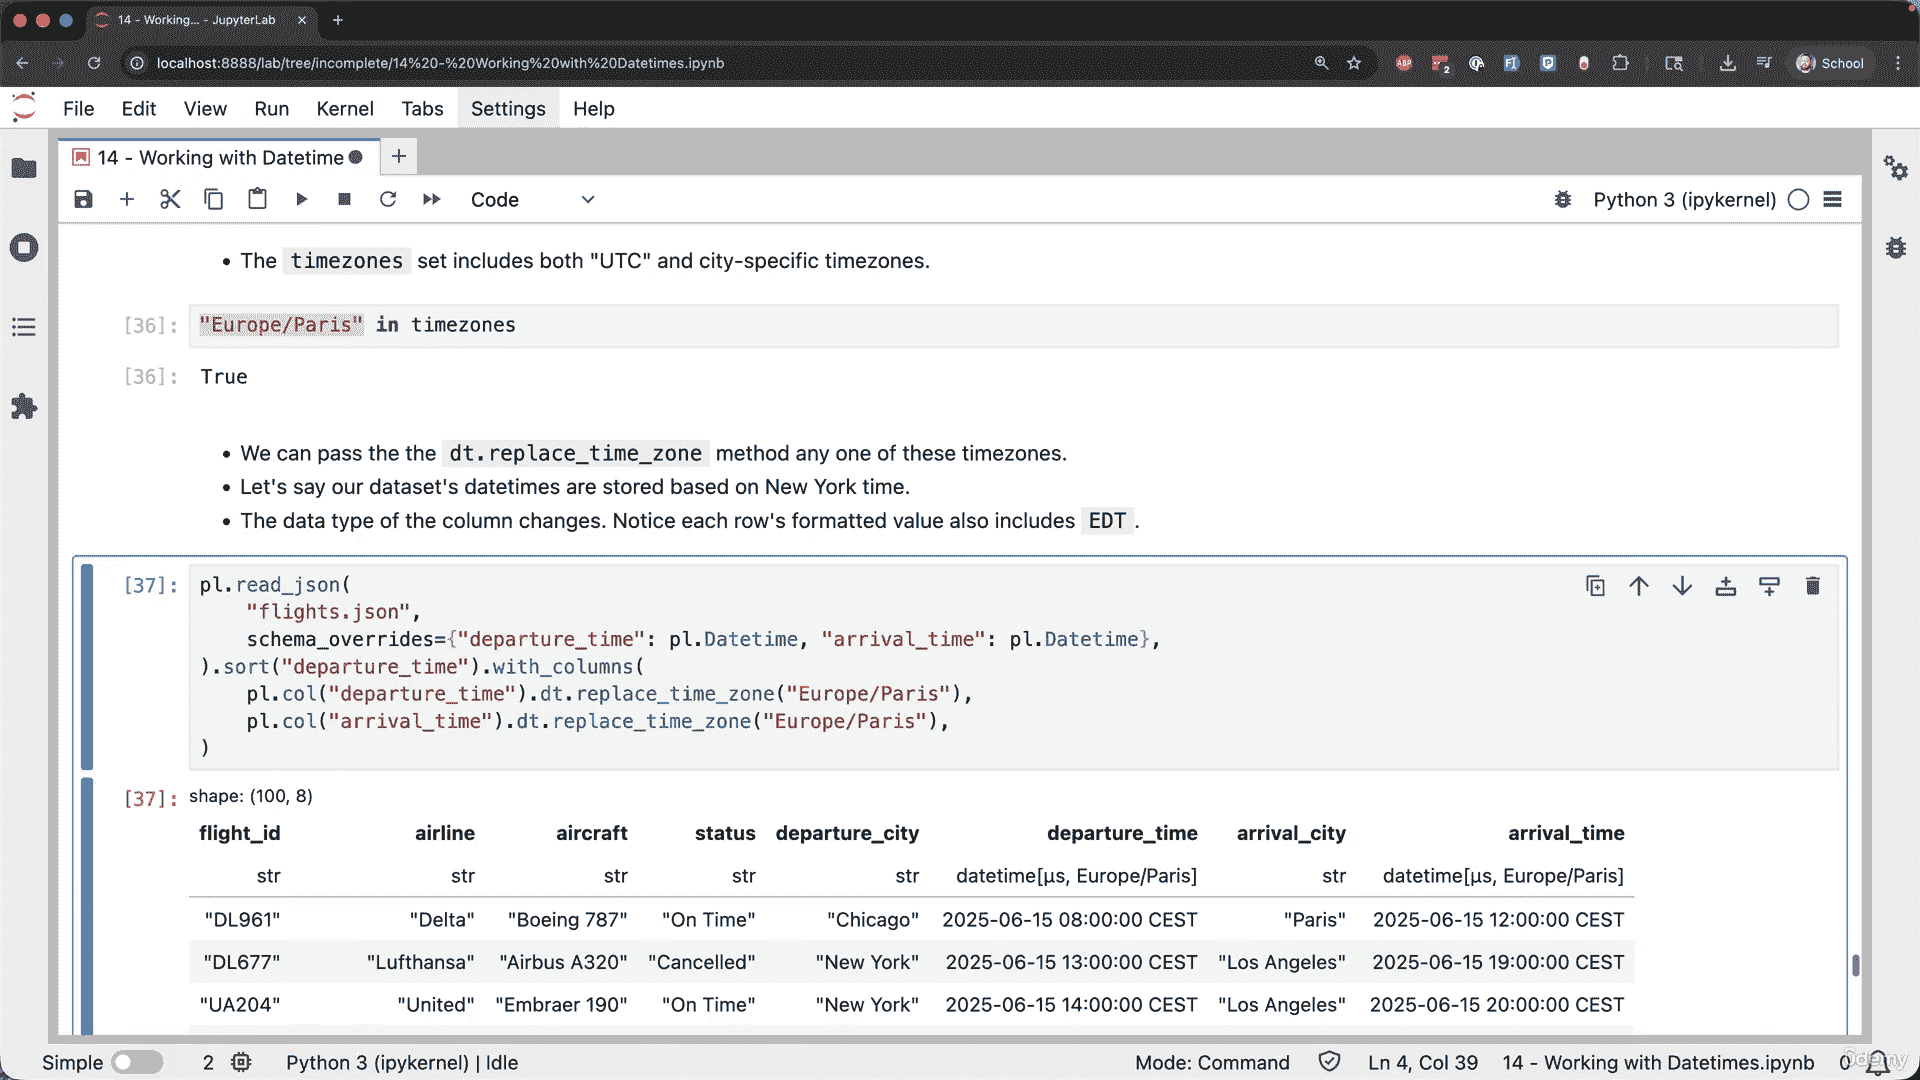 14 - Working... - JupyterLab
localhost:8888/lab/tree/incomplete/14%20-%20Working%20with%20Datetimes.ipynb
ABP
2
School
File Edit View Run Kernel Tabs Settings Help
14 - Working with Datetime
Code
Python 3 (ipykernel)
• The timezones set includes both "UTC" and city-specific timezones.
[36]: "Europe/Paris" in timezones
[36]: True
• We can pass the the dt.replace_time_zone method any one of these timezones.
• Let's say our dataset's datetimes are stored based on New York time.
• The data type of the column changes. Notice each row's formatted value also includes EDT.
[37]: pl.read_json(
"flights.json",
schema_overrides={"departure_time": pl.Datetime, "arrival_time": pl.Datetime},
).sort("departure_time").with_columns(
pl.col("departure_time").dt.replace_time_zone("Europe/Paris"),
pl.col("arrival_time").dt.replace_time_zone("Europe/Paris"),
)
[37]: shape: (100, 8)
flight_id airline aircraft status departure_city departure_time arrival_city arrival_time
str str str str str datetime[μs, Europe/Paris] str datetime[μs, Europe/Paris]
"DL961" "Delta" "Boeing 787" "On Time" "Chicago" 2025-06-15 08:00:00 CEST "Paris" 2025-06-15 12:00:00 CEST
"DL677" "Lufthansa" "Airbus A320" "Cancelled" "New York" 2025-06-15 13:00:00 CEST "Los Angeles" 2025-06-15 19:00:00 CEST
"UA204" "United" "Embraer 190" "On Time" "New York" 2025-06-15 14:00:00 CEST "Los Angeles" 2025-06-15 20:00:00 CEST
Simple 2 Python 3 (ipykernel) | Idle Mode: Command Ln 4, Col 39 14 - Working with Datetimes.ipynb 0
udemy